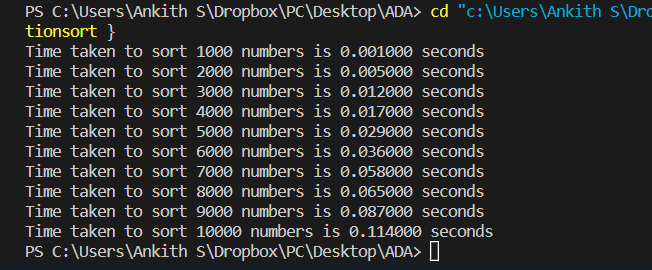 PS C:\Users\Ankith S\Dropbox\PC\Desktop\ADA> cd "c:\Users\Ankith S\Dro
tionsort }
Time taken to sort 1000 numbers is 0.001000 seconds
Time taken to sort 2000 numbers is 0.005000 seconds
Time taken to sort 3000 numbers is 0.012000 seconds
Time taken to sort 4000 numbers is 0.017000 seconds
Time taken to sort 5000 numbers is 0.029000 seconds
Time taken to sort 6000 numbers is 0.036000 seconds
Time taken to sort 7000 numbers is 0.058000 seconds
Time taken to sort 8000 numbers is 0.065000 seconds
Time taken to sort 9000 numbers is 0.087000 seconds
Time taken to sort 10000 numbers is 0.114000 seconds
PS C:\Users\Ankith S\Dropbox\PC\Desktop\ADA>